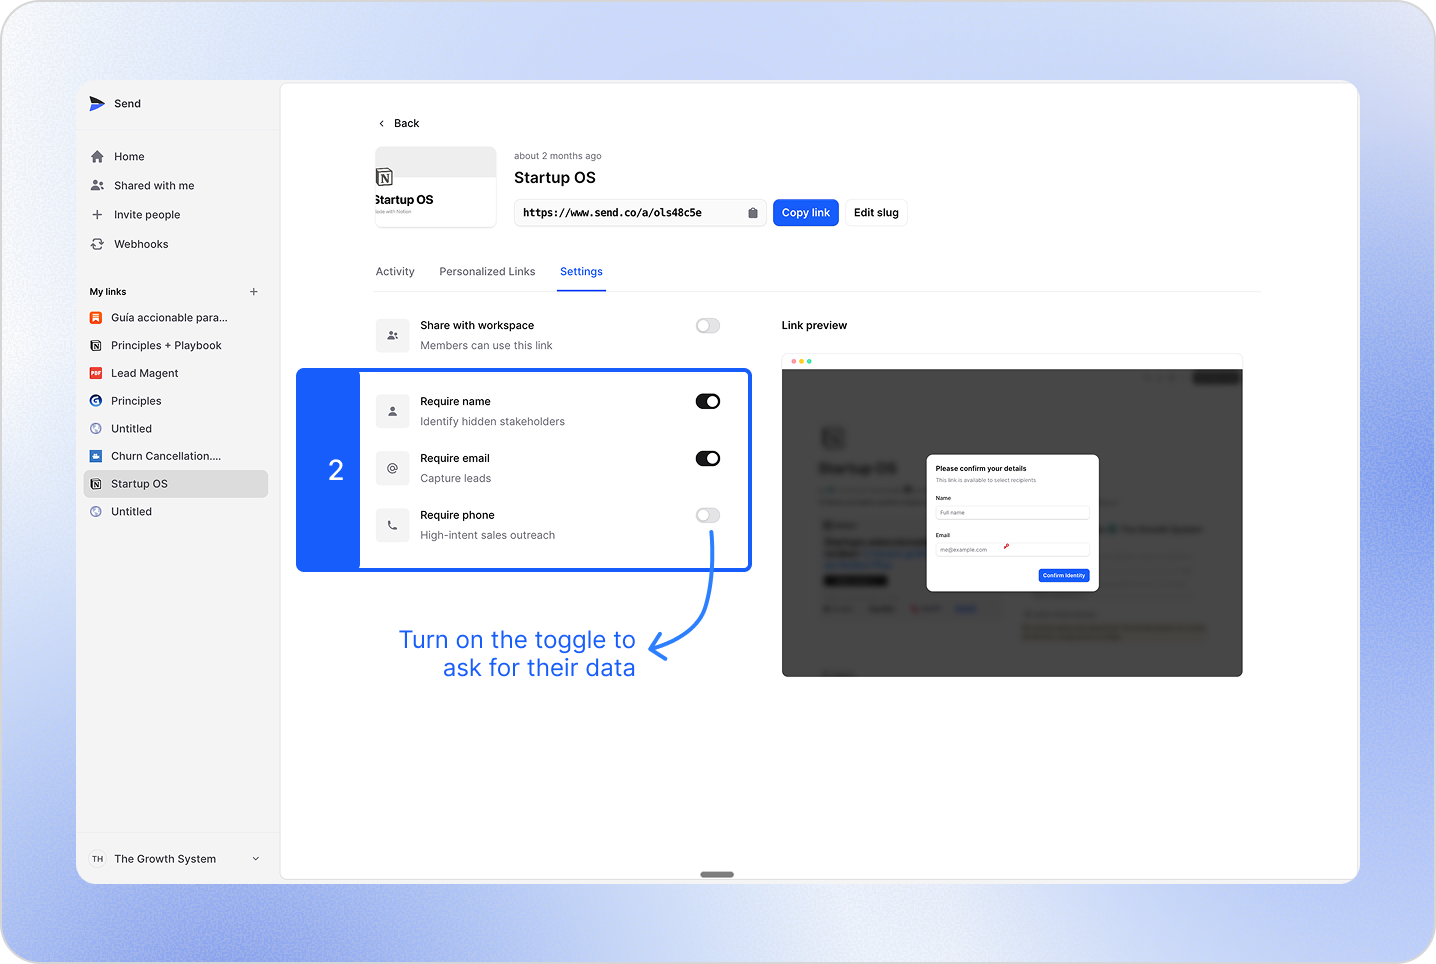 Send
Home
Shared with me
Invite people
Webhooks
My links
Guía accionable para...
Principles + Playbook
PDF
Lead Magent
Principles
Untitled
Churn Cancellation....
Startup OS
Untitled
TH
The Growth System
Back
Startup OS
about 2 months ago
Startup OS
https://www.send.co/a/ols48c5e
Copy link
Edit slug
Activity
Personalized Links
Settings
Share with workspace
Members can use this link
2
Require name
Identify hidden stakeholders
Require email
Capture leads
Require phone
High-intent sales outreach
Turn on the toggle to
ask for their data
Link preview
Startup OS
Please confirm your details
This link is available to select recipients
Name
Full name
Email
me@example.com
Confirm Identity